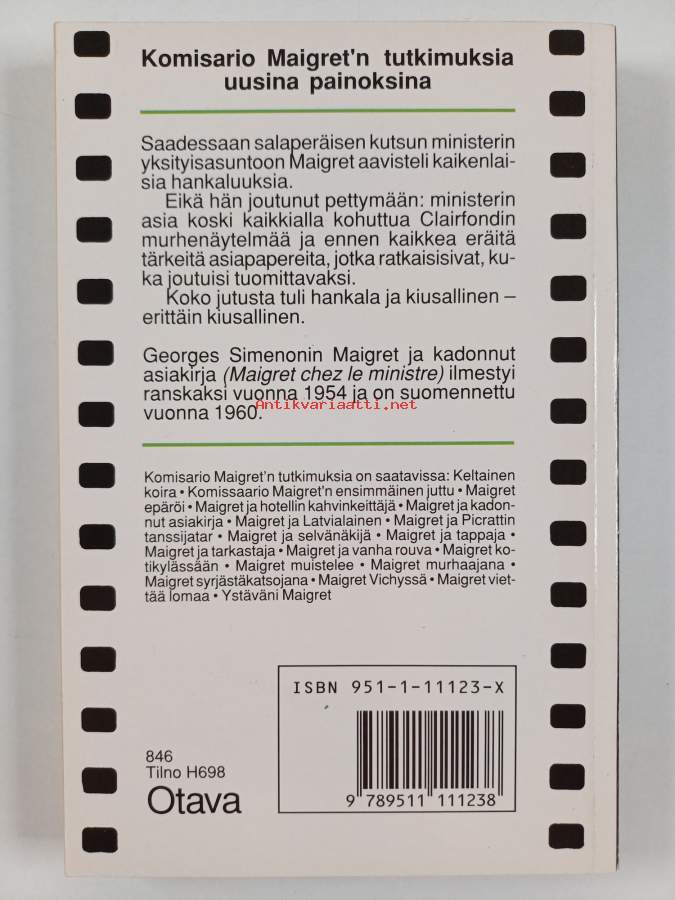 Komisario Maigret'n tutkimuksia
uusina painoksina
Saadessaan salaperäisen kutsun ministerin
yksityisasuntoon Maigret aavisteli kaikenlai-
sia hankaluuksia.
Eikä hän joutunut pettymään: ministerin
asia koski kaikkialla kohuttua Clairfondin
murhenäytelmää ja ennen kaikkea eräitä
tärkeitä asiapapereita, jotka ratkaisisivat, ku-
ka joutuisi tuomittavaksi.
Koko jutusta tuli hankala ja kiusallinen –
erittäin kiusallinen.
Georges Simenonin Maigret ja kadonnut
asiakirja (Maigret chez le ministre) ilmestyi
ranskaksi vuonna 1954 ja on suomennettu
vuonna 1960.
Antikvariaatti.net
Komisario Maigret'n tutkimuksia on saatavissa: Keltainen
koira • Komissaario Maigret'n ensimmäinen juttu • Maigret
epäröi • Maigret ja hotellin kahvinkeittäjä • Maigret ja kadon-
nut asiakirja • Maigret ja Latvialainen • Maigret ja Picrattin
tanssijatar • Maigret ja selvänäkijä • Maigret ja tappaja •
Maigret ja tarkastaja • Maigret ja vanha rouva • Maigret ko-
tikylässään • Maigret muistelee • Maigret murhaajana •
Maigret syrjästäkatsojana • Maigret Vichyssä • Maigret viet-
tää lomaa • Ystäväni Maigret
ISBN 951-1-11123-X
846
Tilno H698
Otava
9 789511 111238